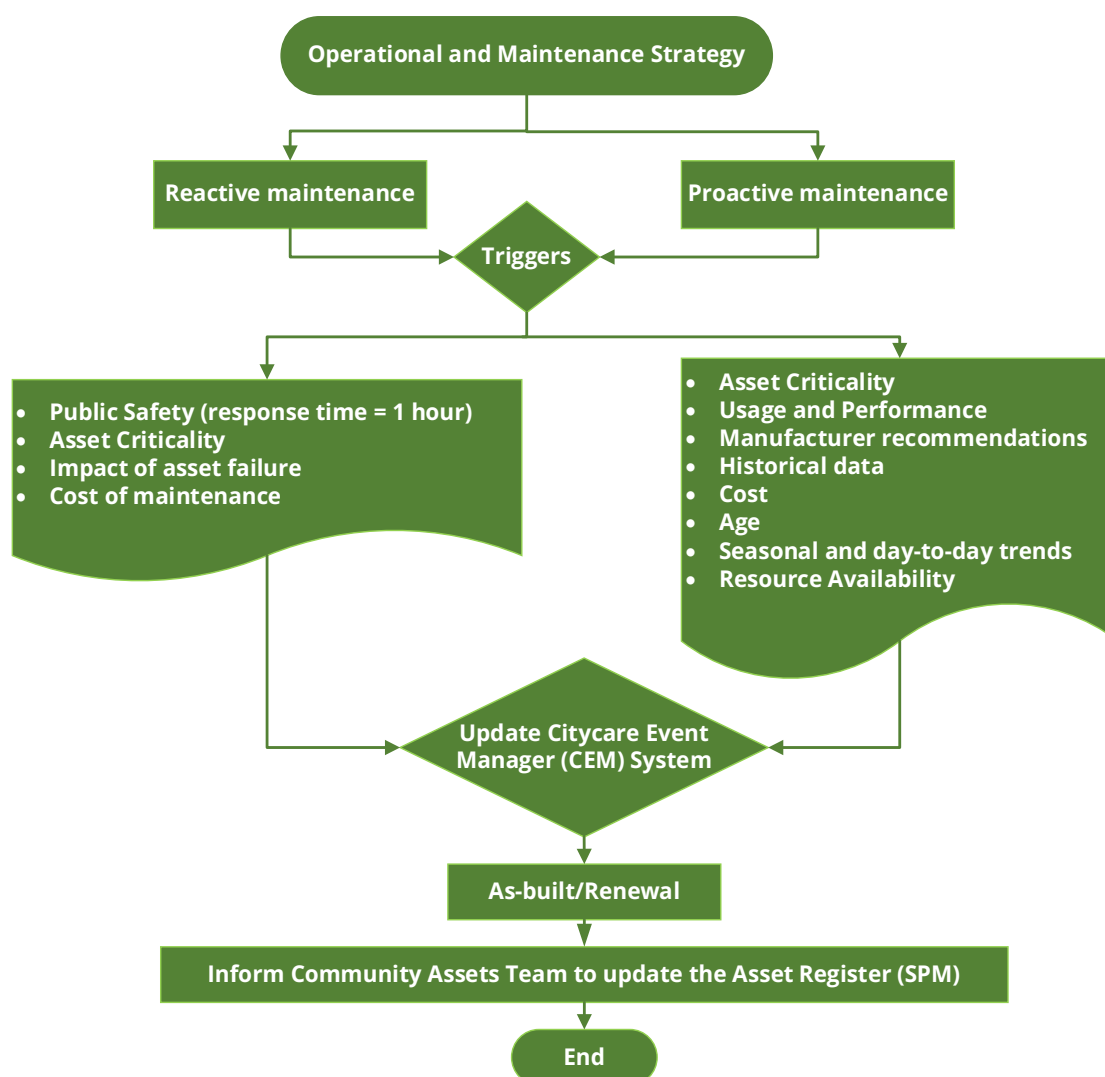 Operational and Maintenance Strategy
Reactive maintenance
Proactive maintenance
Triggers
• Public Safety (response time = 1 hour)
• Asset Criticality
• Impact of asset failure
• Cost of maintenance
• Asset Criticality
• Usage and Performance
• Manufacturer recommendations
• Historical data
• Cost
• Age
• Seasonal and day-to-day trends
• Resource Availability
Update Citycare Event
Manager (CEM) System
As-built/Renewal
Inform Community Assets Team to update the Asset Register (SPM)
End